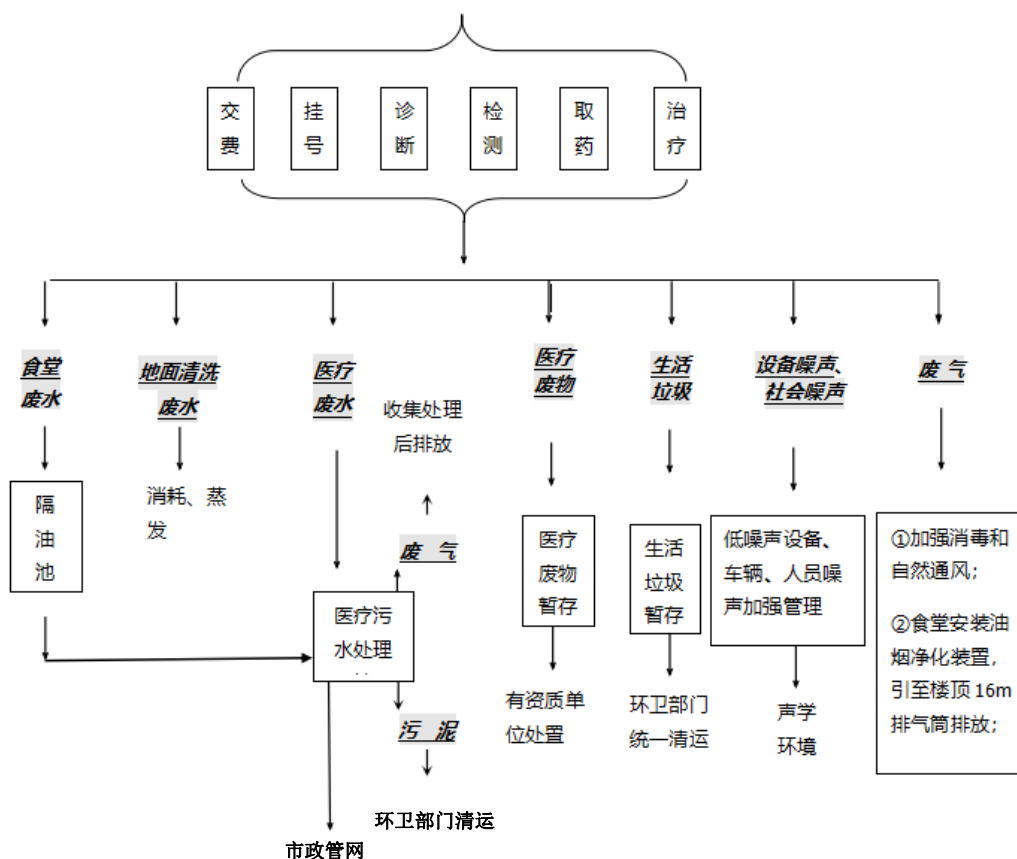 交费
挂号
诊断
检测
取药
治疗
食堂
废水
地面清洗
废水
医疗
废水
医疗
废物
生活
垃圾
设备噪声、
社会噪声
废 气
隔油池
消耗、蒸
发
收集处理
后排放
废 气
医疗污
水处理
污 泥
环卫部门清运
市政管网
医疗
废物
暂存
有资质单
位处置
生活
垃圾
暂存
环卫部门
统一清运
低噪声设备、
车辆、人员噪
声加强管理
声学
环境
①加强消毒和
自然通风；
②食堂安装油
烟净化装置，
引至楼顶 16m
排气筒排放；